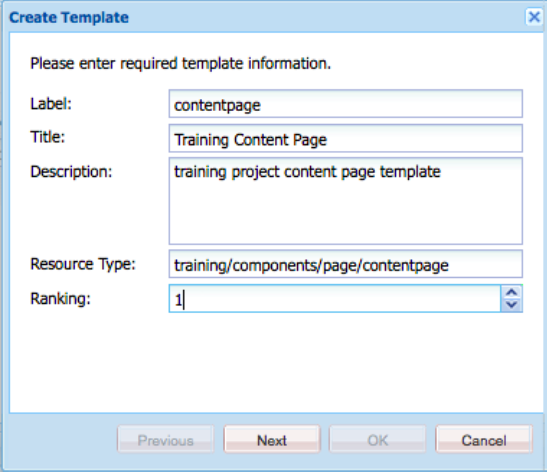 Create Template
Please enter required template information.
Label: contentpage
Title: Training Content Page
Description: training project content page template
Resource Type: training/components/page/contentpage
Ranking: 1
Previous Next OK Cancel